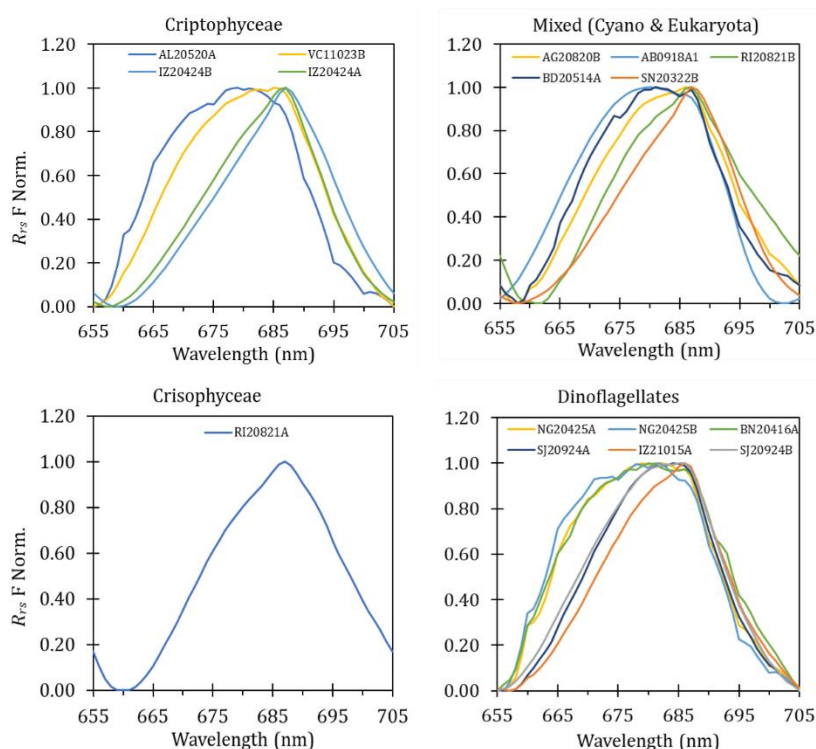 Criptophyceae
1.20
1.00
0.80
0.60
0.40
0.20
0.00
Rrs F Norm.
AL20520A VC11023B
IZ20424B IZ20424A
655 665 675 685 695 705
Wavelength (nm)
Mixed (Cyano & Eukaryota)
1.20
1.00
0.80
0.60
0.40
0.20
0.00
AG20820B AB0918A1 RI20821B
BD20514A SN20322B
655 665 675 685 695 705
Wavelength (nm)
Crisophyceae
1.20
1.00
0.80
0.60
0.40
0.20
0.00
Rrs F Norm.
RI20821A
655 665 675 685 695 705
Wavelength (nm)
Dinoflagellates
1.20
1.00
0.80
0.60
0.40
0.20
0.00
NG20425A NG20425B BN20416A
SJ20924A IZ21015A SJ20924B
655 665 675 685 695 705
Wavelength (nm)